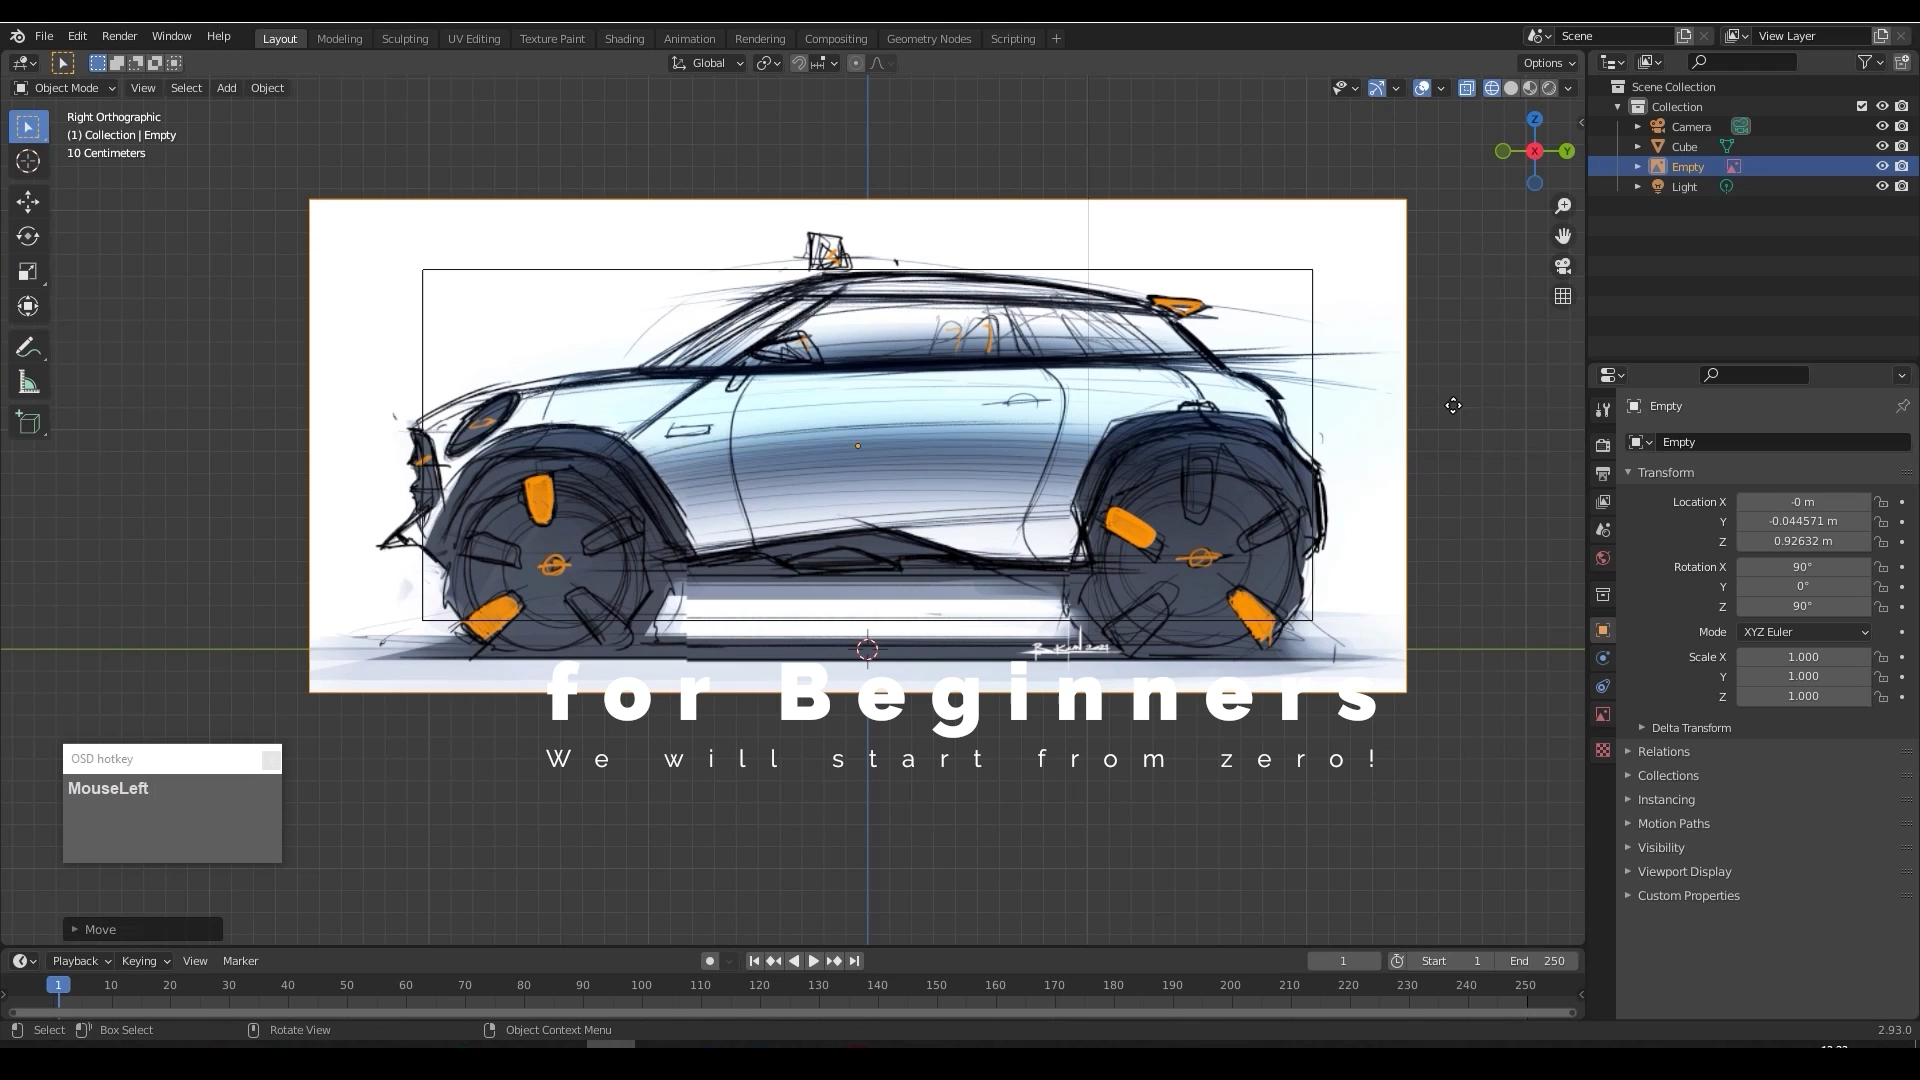 File Edit Render Window Help Layout Modeling Sculpting UV Editing Texture Paint Shading Animation Rendering Compositing Geometry Nodes Scripting Scene View Layer
Global Options
Object Mode View Select Add Object
Right Orthographic
(1) Collection | Empty
10 Centimeters
Z
X
Y
Scene Collection
Collection
Camera
Cube
Empty
Light
Empty
Empty
Transform
Location X -0 m
Y -0.044571 m
Z 0.92632 m
Rotation X 90°
Y 0°
Z 90°
Mode XYZ Euler
Scale X 1.000
Y 1.000
Z 1.000
Delta Transform
Relations
Collections
Instancing
Motion Paths
Visibility
Viewport Display
Custom Properties
for Beginners
We will start from zero!
OSD hotkey
MouseLeft
Move
Playback Keying View Marker 1 Start 1 End 250
1 10 20 30 40 50 60 70 80 90 100 110 120 130 140 150 160 170 180 190 200 210 220 230 240 250
Select Box Select Rotate View Object Context Menu 2.93.0